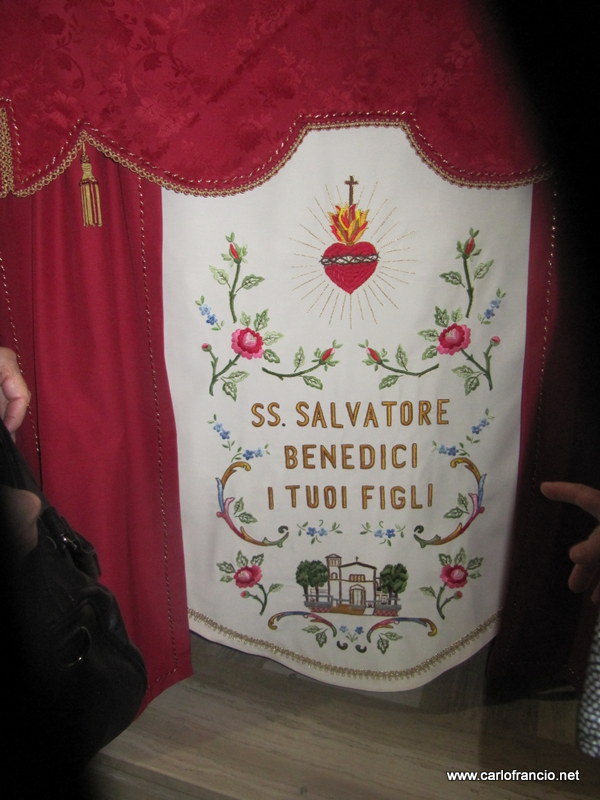 SS. SALVATORE
BENEDICI
I TUOI FIGLI
www.carlofrancio.net